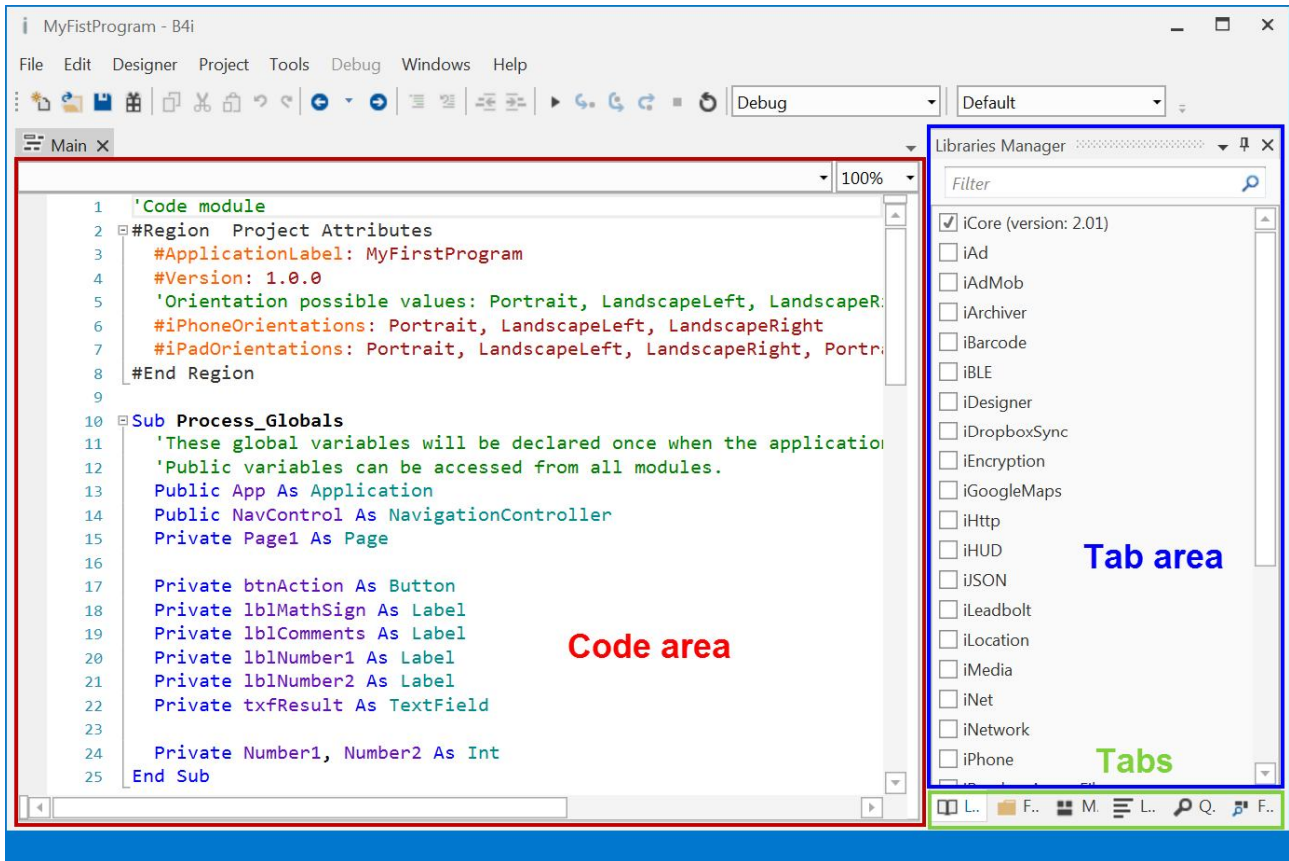 MyFistProgram - B4i
File Edit Designer Project Tools Debug Windows Help
Debug Default
Main
Libraries Manager
100%
Filter
1 'Code module
2 #Region  Project Attributes
3 #ApplicationLabel: MyFirstProgram
4 #Version: 1.0.0
5 'Orientation possible values: Portrait, LandscapeLeft, LandscapeR
6 #iPhoneOrientations: Portrait, LandscapeLeft, LandscapeRight
7 #iPadOrientations: Portrait, LandscapeLeft, LandscapeRight, Portr
8 #End Region
9
10 Sub Process_Globals
11 'These global variables will be declared once when the application
12 'Public variables can be accessed from all modules.
13 Public App As Application
14 Public NavControl As NavigationController
15 Private Page1 As Page
16
17 Private btnAction As Button
18 Private lblMathSign As Label
19 Private lblComments As Label
20 Private lblNumber1 As Label
21 Private lblNumber2 As Label
22 Private txfResult As TextField
23
24 Private Number1, Number2 As Int
25 End Sub
Code area
iCore (version: 2.01)
iAd
iAdMob
iArchiver
iBarcode
iBLE
iDesigner
iDropboxSync
iEncryption
iGoogleMaps
iHttp
iHUD
iJSON
iLeadbolt
iLocation
iMedia
iNet
iNetwork
iPhone
Tab area
Tabs
L.. F.. M. L.. Q. F..